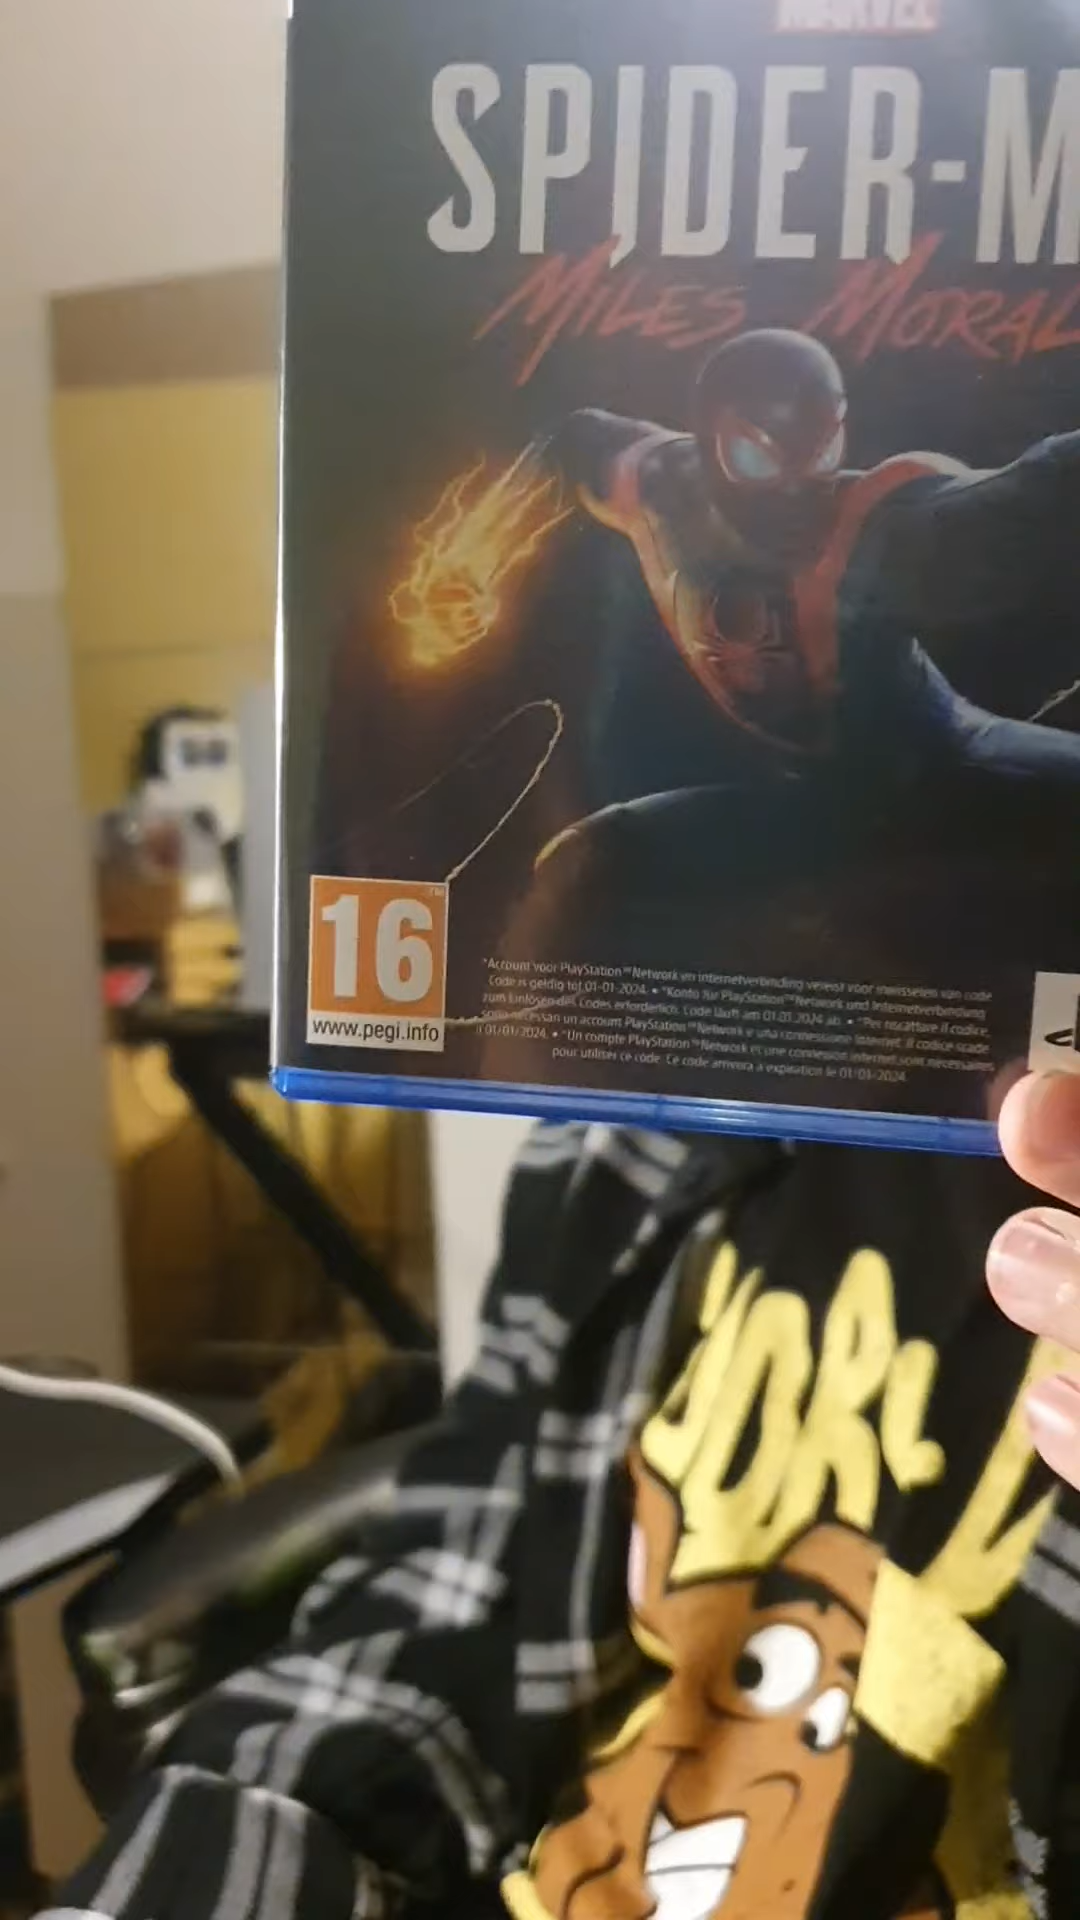 MARVEL
SPIDER-M
MILES MORAL
16
www.pegi.info
*Account voor PlayStation™Network en internetverbinding vereist voor inwisselen van code
Code is geldig tot 01-01-2024. • *Konto für PlayStation™Network und Internetverbindung
zum Einlösen des Codes erforderlich. Code läuft am 01.01.2024 ab. • *Per riscattare il codice,
sono necessari un account PlayStation™Network e una connessione Internet. Il codice scade
il 01/01/2024. • *Un compte PlayStation™Network et une connexion internet sont nécessaires
pour utiliser ce code. Ce code arrivera à expiration le 01/01/2024.